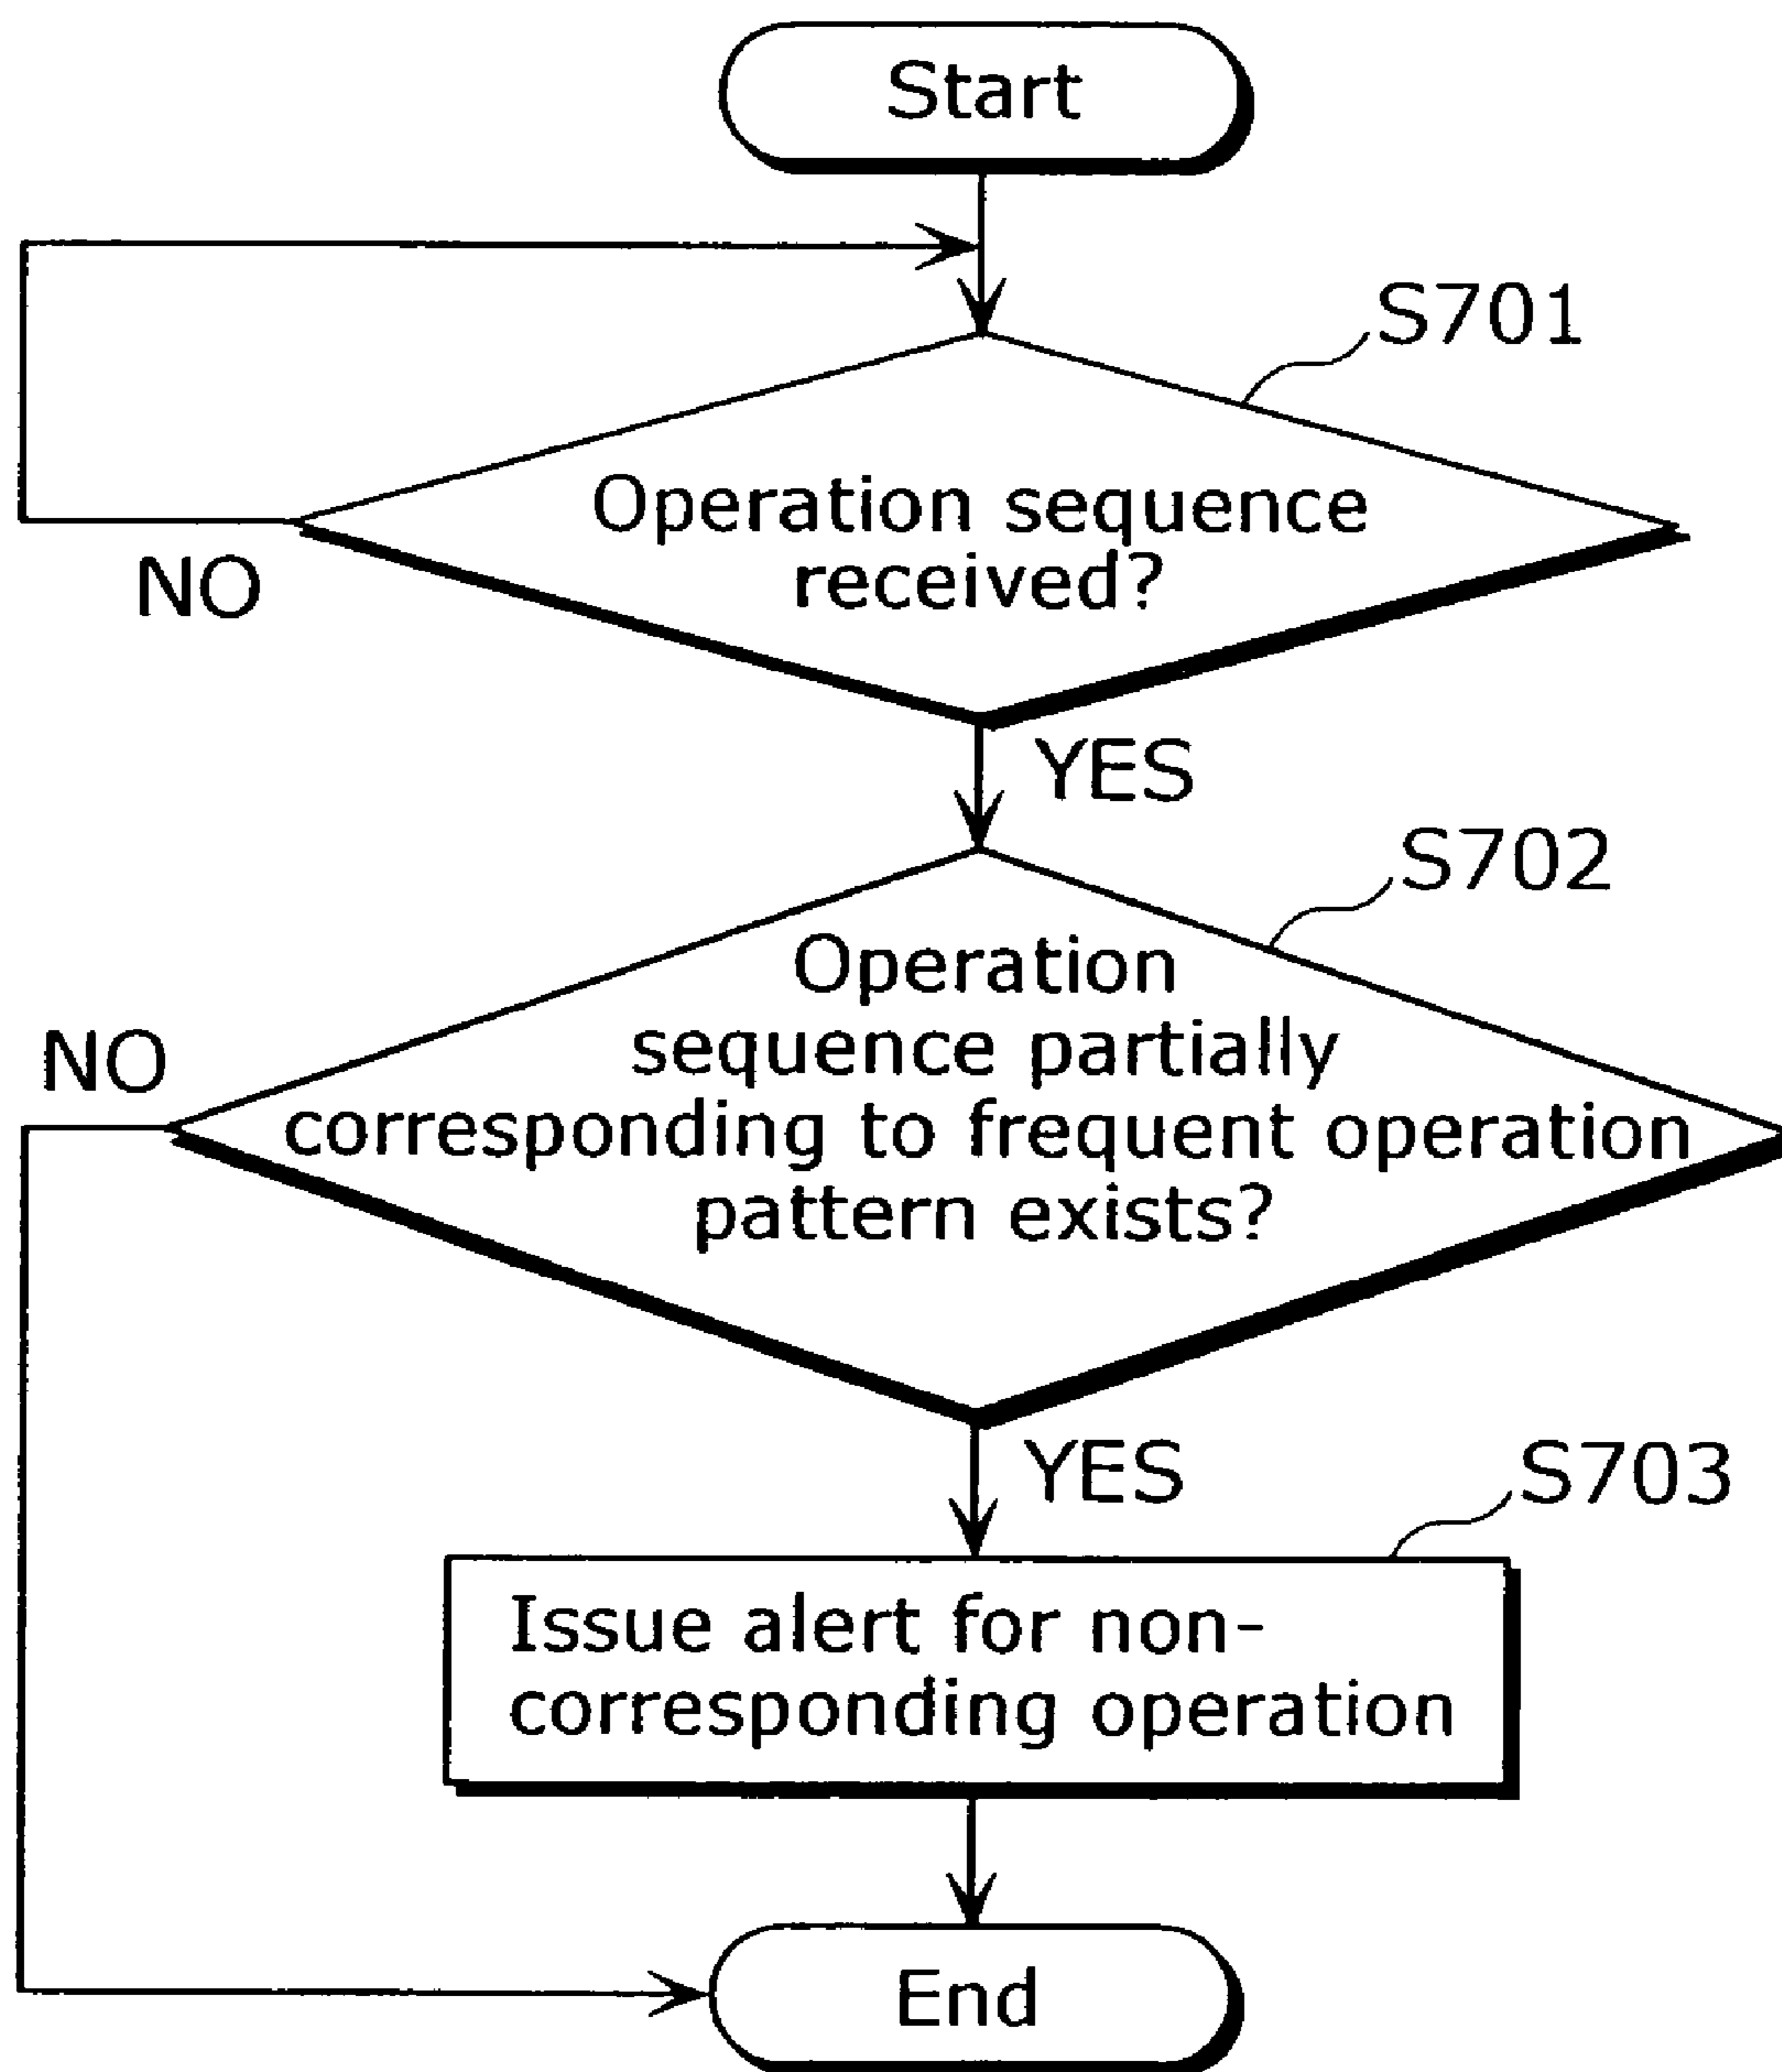 Start
S701
Operation sequence
received?
NO
YES
S702
Operation
sequence partially
corresponding to frequent operation
pattern exists?
NO
YES
S703
Issue alert for non-
corresponding operation
End